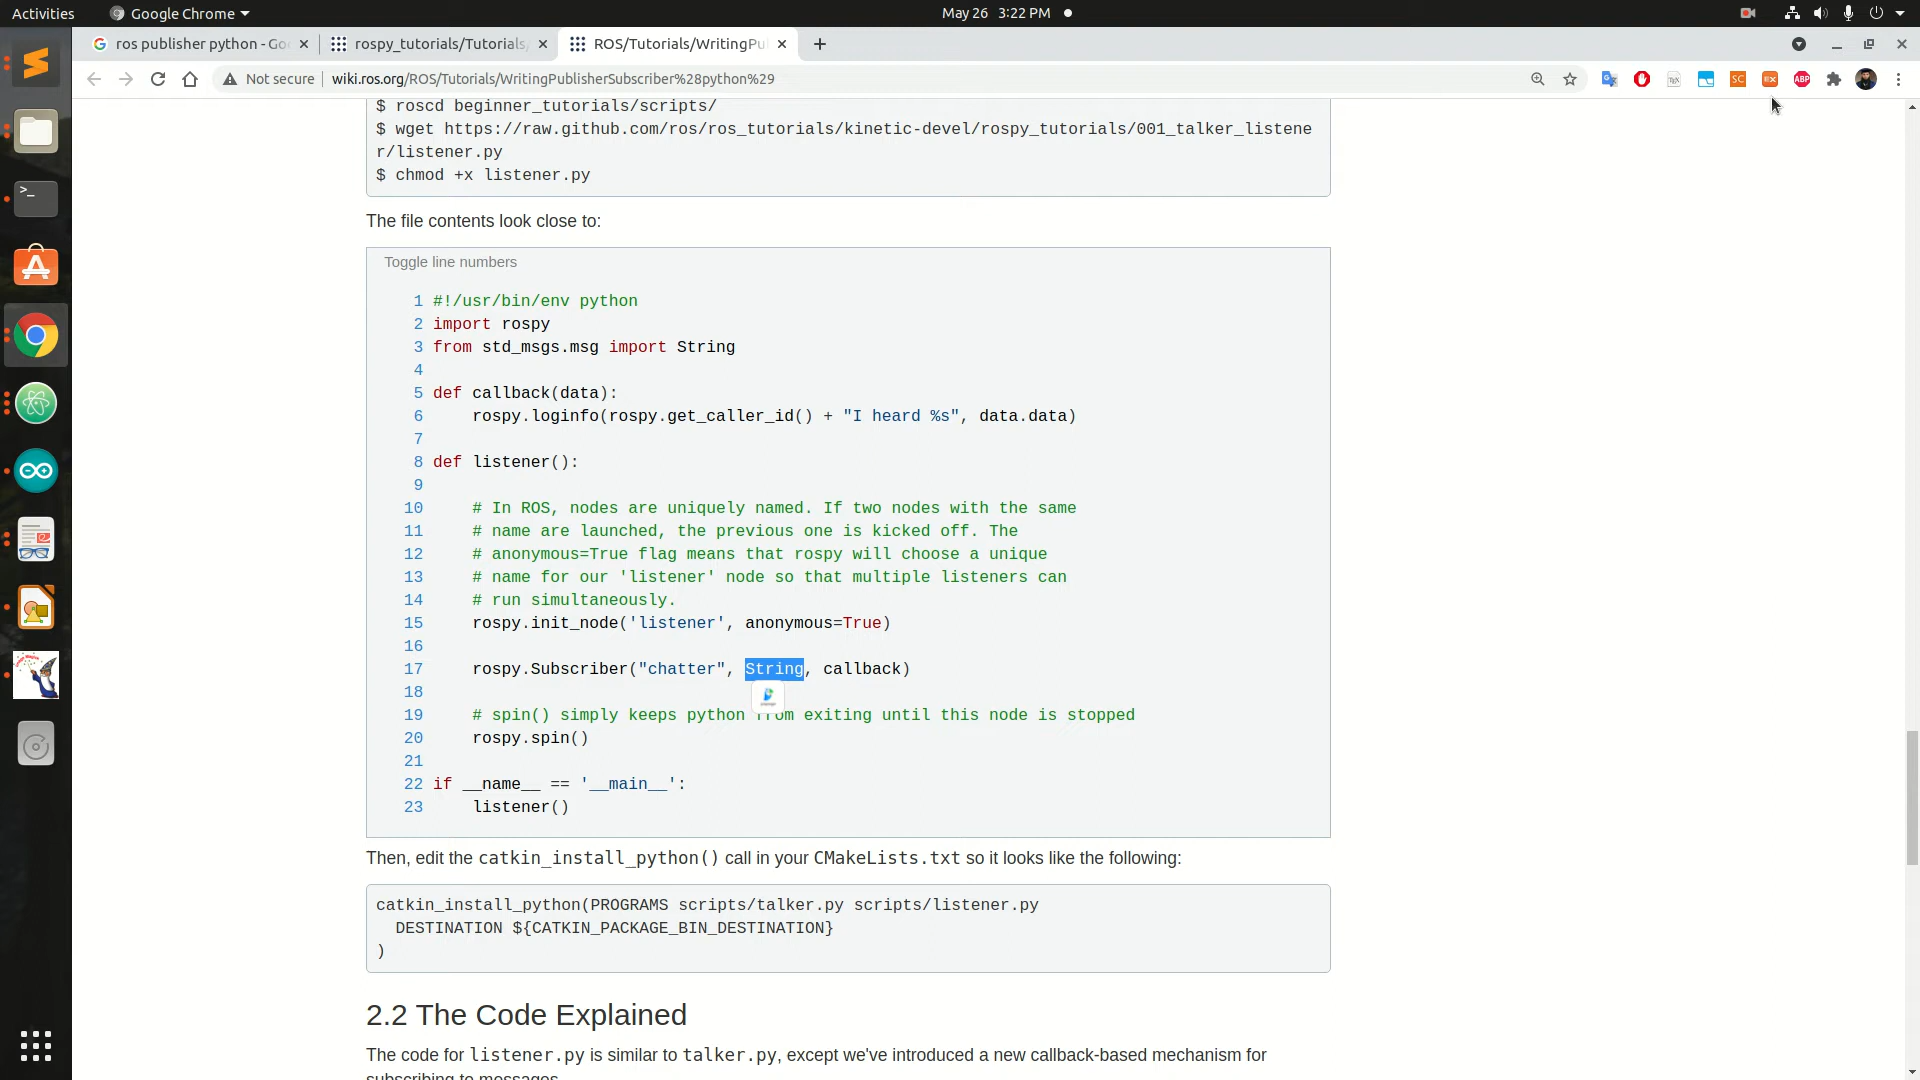 Activities
Google Chrome
May 26 3:22 PM
ros publisher python - Go
rospy_tutorials/Tutorials
ROS/Tutorials/WritingPu
Not secure
wiki.ros.org/ROS/Tutorials/WritingPublisherSubscriber%28python%29
SC
ABP
$ roscd beginner_tutorials/scripts/
$ wget https://raw.github.com/ros/ros_tutorials/kinetic-devel/rospy_tutorials/001_talker_listene
r/listener.py
$ chmod +x listener.py
The file contents look close to:
Toggle line numbers
1 #!/usr/bin/env python
2 import rospy
3 from std_msgs.msg import String
4
5 def callback(data):
6     rospy.loginfo(rospy.get_caller_id() + "I heard %s", data.data)
7
8 def listener():
9
10     # In ROS, nodes are uniquely named. If two nodes with the same
11     # name are launched, the previous one is kicked off. The
12     # anonymous=True flag means that rospy will choose a unique
13     # name for our 'listener' node so that multiple listeners can
14     # run simultaneously.
15     rospy.init_node('listener', anonymous=True)
16
17     rospy.Subscriber("chatter", String, callback)
18
19     # spin() simply keeps python from exiting until this node is stopped
20     rospy.spin()
21
22 if __name__ == '__main__':
23     listener()
Then, edit the catkin_install_python() call in your CMakeLists.txt so it looks like the following:
catkin_install_python(PROGRAMS scripts/talker.py scripts/listener.py
  DESTINATION ${CATKIN_PACKAGE_BIN_DESTINATION}
)
2.2 The Code Explained
The code for listener.py is similar to talker.py, except we've introduced a new callback-based mechanism for
subscribing to messages.